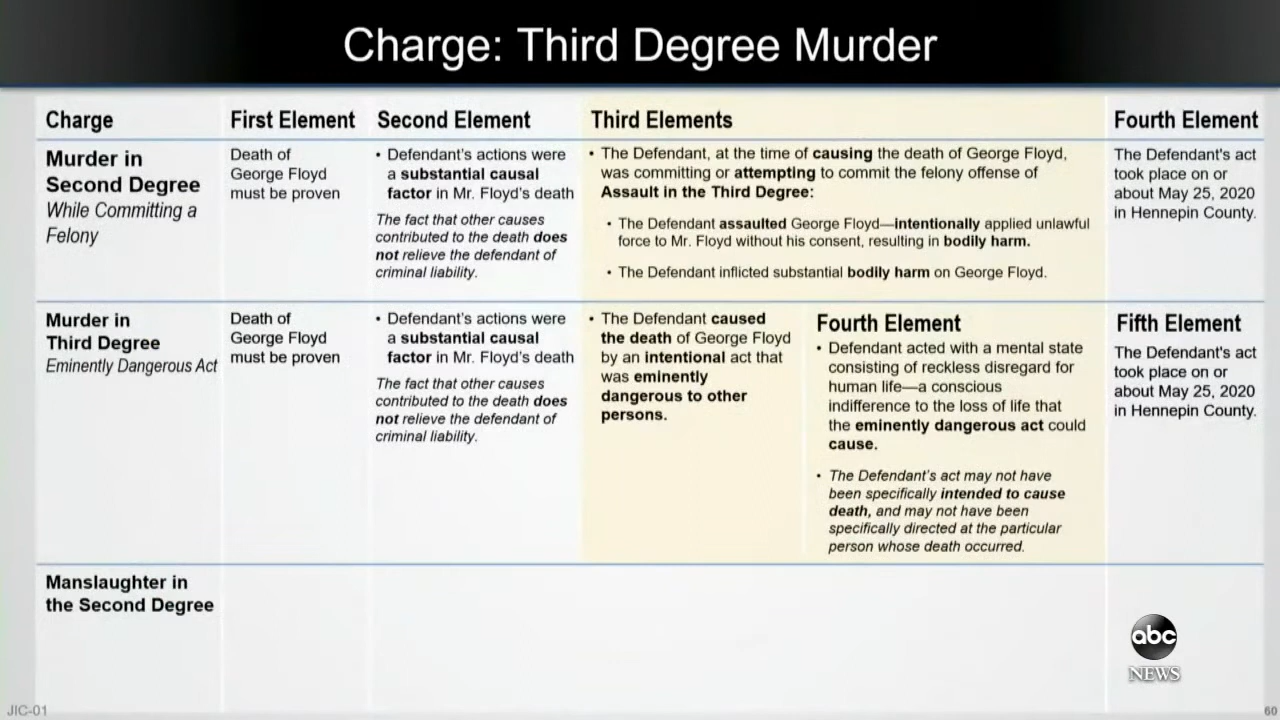 Charge: Third Degree Murder
Charge
First Element
Second Element
Third Elements
Fourth Element
Murder in
Second Degree
While Committing a
Felony
Death of
George Floyd
must be proven
• Defendant's actions were
a substantial causal
factor in Mr. Floyd's death
The fact that other causes
contributed to the death does
not relieve the defendant of
criminal liability.
• The Defendant, at the time of causing the death of George Floyd,
was committing or attempting to commit the felony offense of
Assault in the Third Degree:
• The Defendant assaulted George Floyd—intentionally applied unlawful
force to Mr. Floyd without his consent, resulting in bodily harm.
• The Defendant inflicted substantial bodily harm on George Floyd.
The Defendant's act
took place on or
about May 25, 2020
in Hennepin County.
Murder in
Third Degree
Eminently Dangerous Act
Death of
George Floyd
must be proven
• Defendant's actions were
a substantial causal
factor in Mr. Floyd's death
The fact that other causes
contributed to the death does
not relieve the defendant of
criminal liability.
• The Defendant caused
the death of George Floyd
by an intentional act that
was eminently
dangerous to other
persons.
Fourth Element
• Defendant acted with a mental state
consisting of reckless disregard for
human life—a conscious
indifference to the loss of life that
the eminently dangerous act could
cause.
• The Defendant's act may not have
been specifically intended to cause
death, and may not have been
specifically directed at the particular
person whose death occurred.
Fifth Element
The Defendant's act
took place on or
about May 25, 2020
in Hennepin County.
Manslaughter in
the Second Degree
abc
NEWS
JIC-01
60